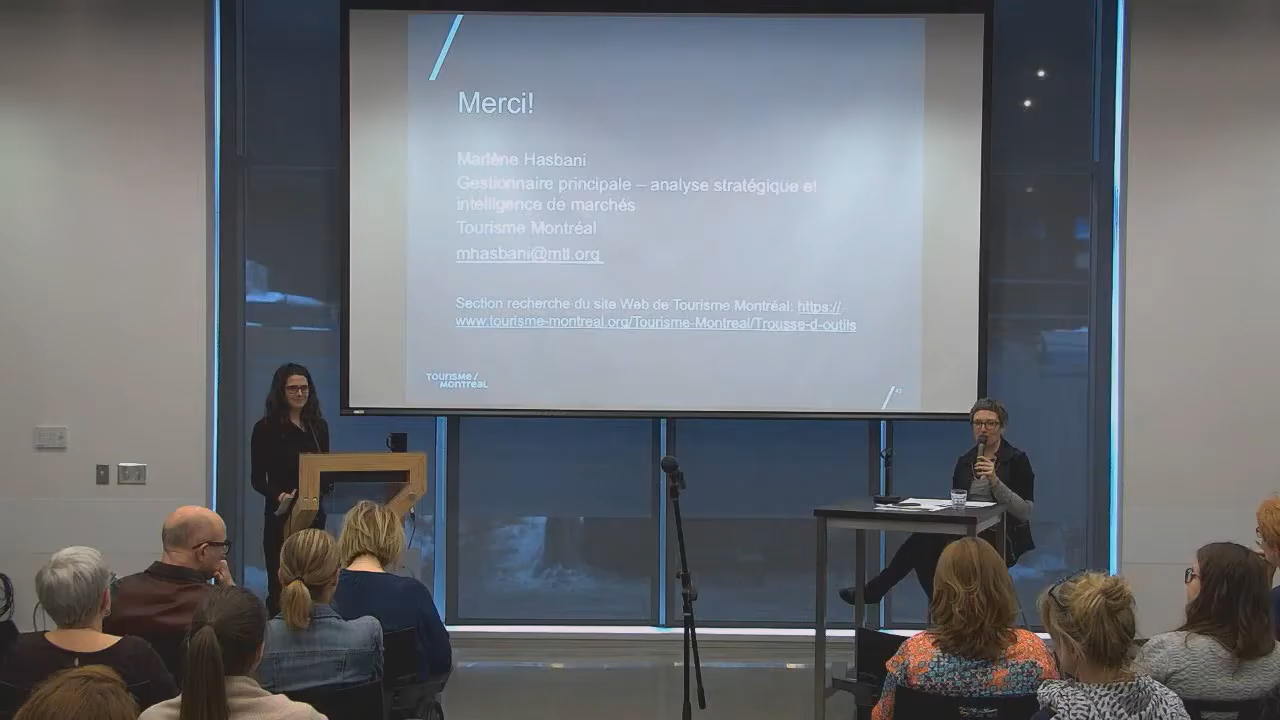 Merci!
Marlène Hasbani
Gestionnaire principale – analyse stratégique et
intelligence de marchés
Tourisme Montréal
mhasbani@mtl.org
Section recherche du site Web de Tourisme Montréal: https://
www.tourisme-montreal.org/Tourisme-Montreal/Trousse-d-outils
TOURISME/
MONTRÉAL